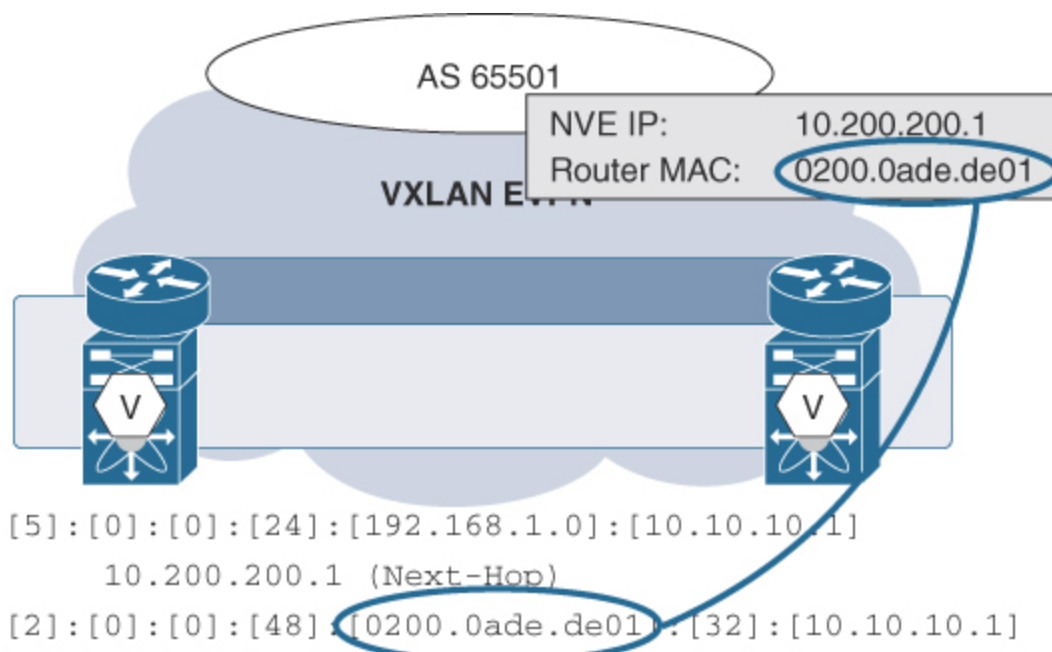 AS 65501
NVE IP: 10.200.200.1
Router MAC: 0200.0ade.de01
VXLAN EVPN
V V
[5]:[0]:[0]:[24]:[192.168.1.0]:[10.10.10.1]
10.200.200.1 (Next-Hop)
[2]:[0]:[0]:[48]:[0200.0ade.de01]:[32]:[10.10.10.1]